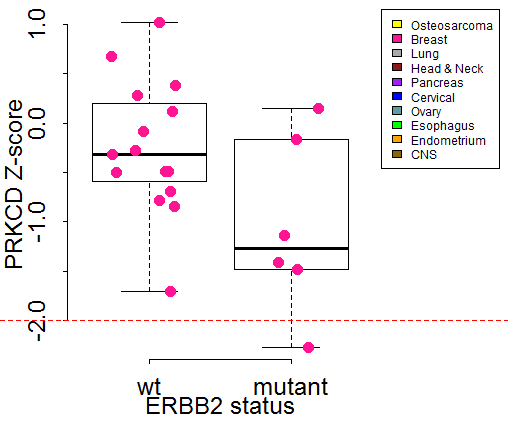 1.0
0.0
-1.0
-2.0
PRKCD Z-score
wt
mutant
ERBB2 status
Osteosarcoma
Breast
Lung
Head & Neck
Pancreas
Cervical
Ovary
Esophagus
Endometrium
CNS